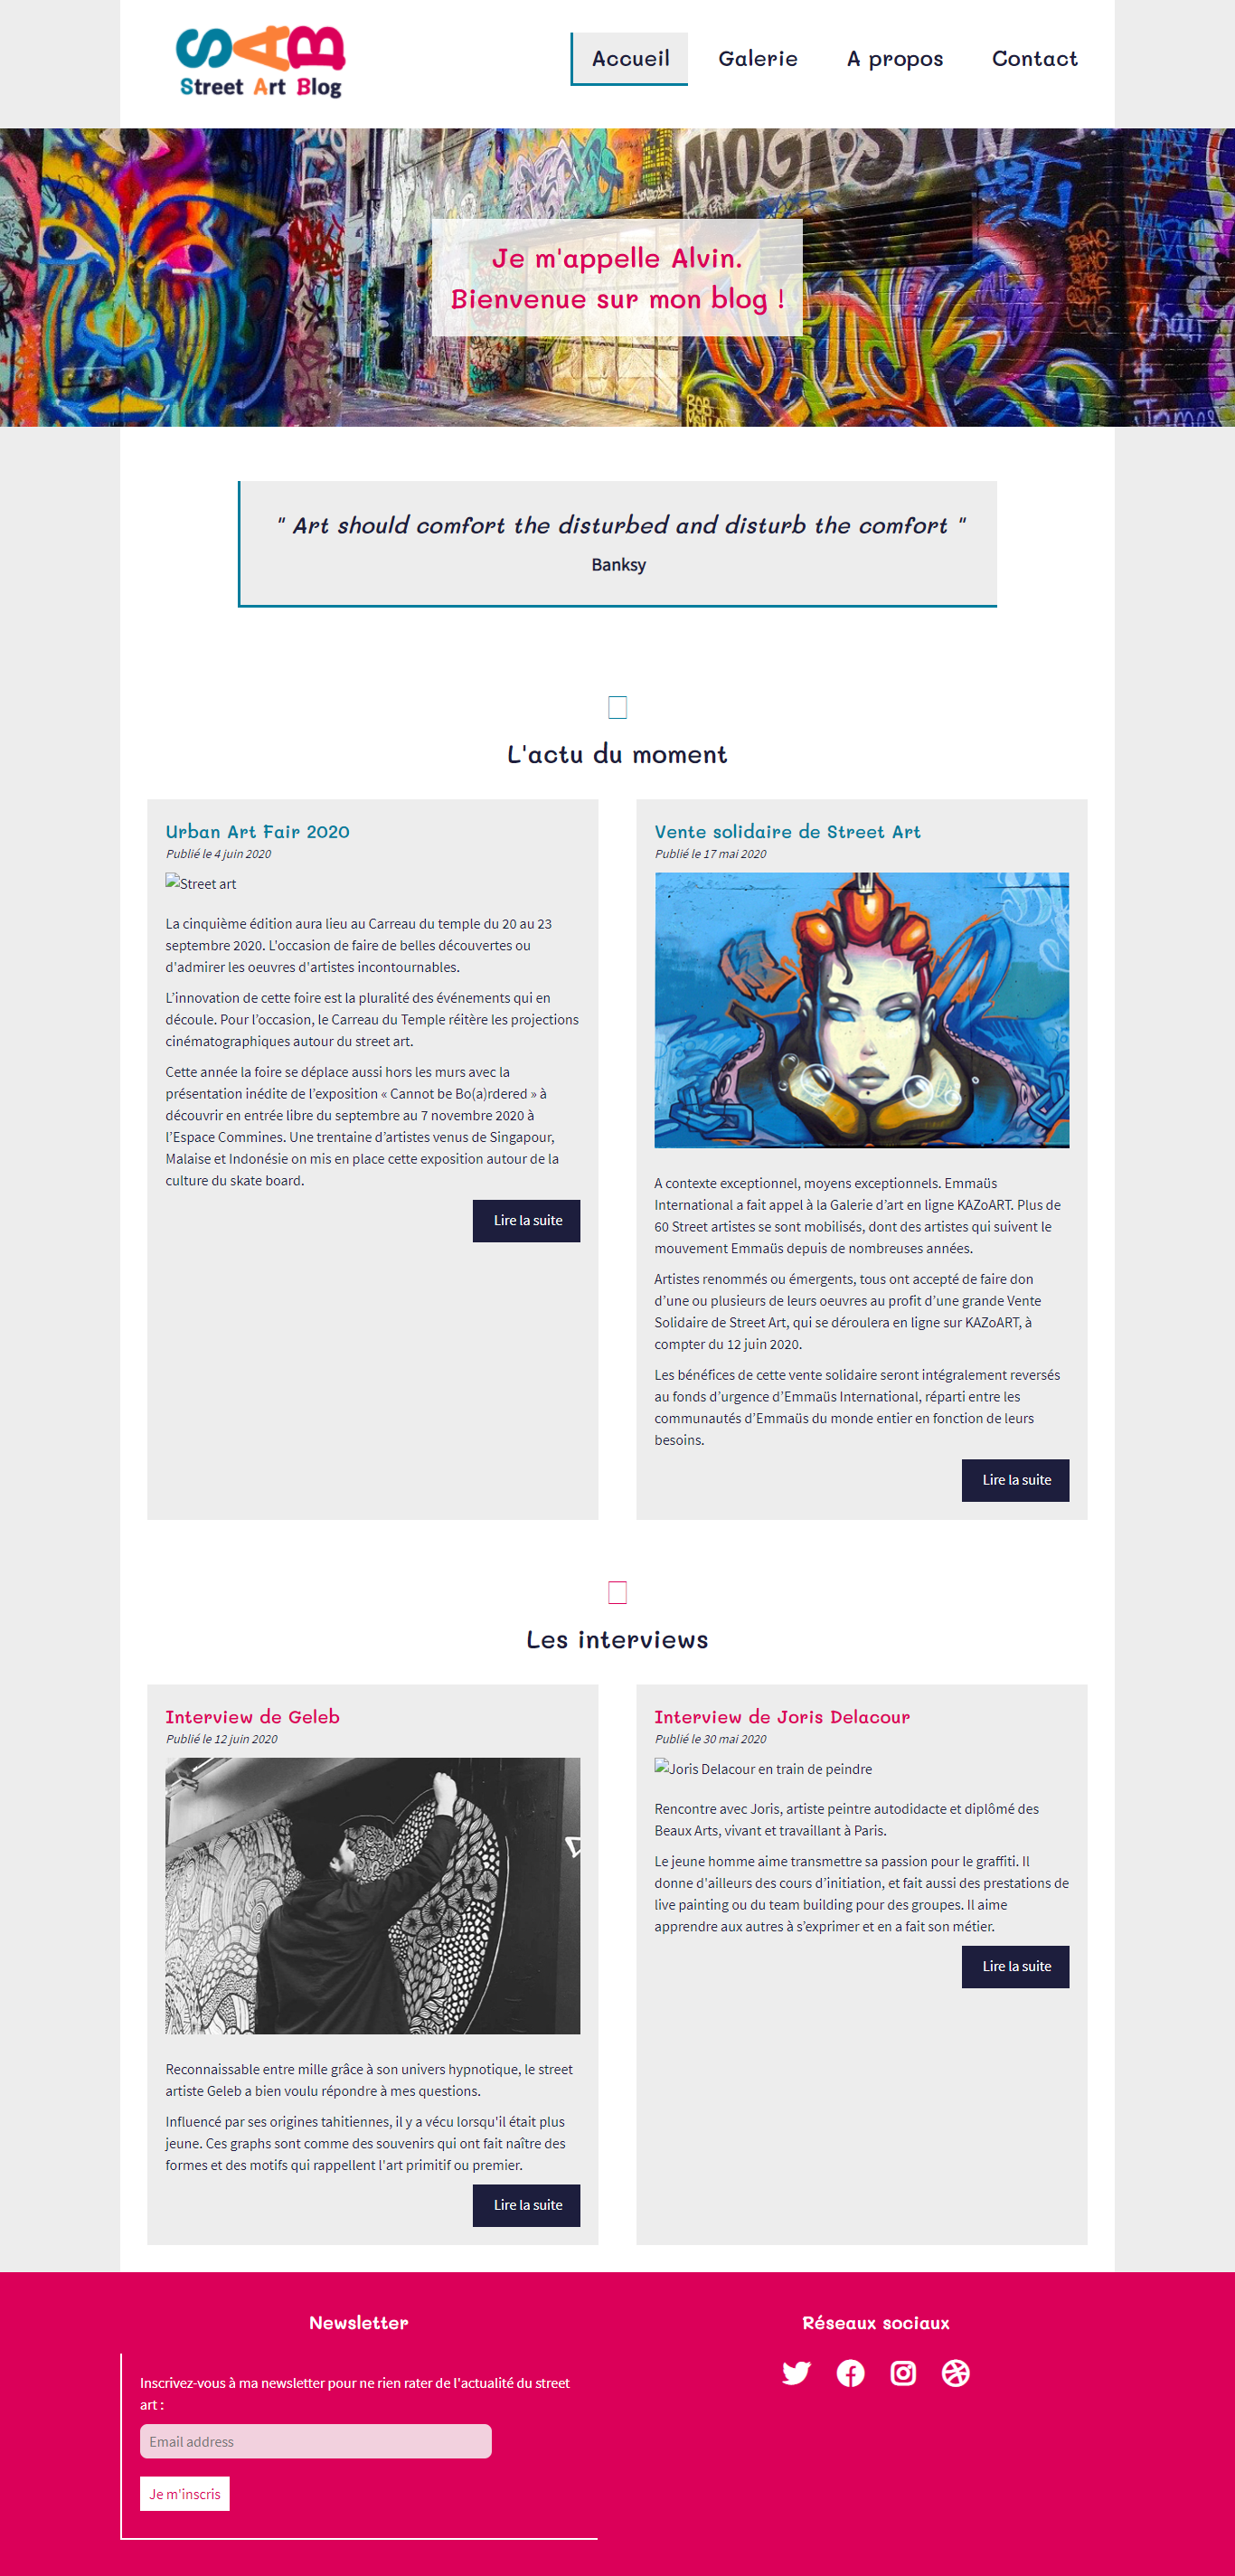 SAB
Street Art Blog
Accueil
Galerie
A propos
Contact
Je m'appelle Alvin.
Bienvenue sur mon blog !
" Art should comfort the disturbed and disturb the comfort "
Banksy
L'actu du moment
Urban Art Fair 2020
Publié le 4 juin 2020
Street art
La cinquième édition aura lieu au Carreau du temple du 20 au 23
septembre 2020. L'occasion de faire de belles découvertes ou
d'admirer les oeuvres d'artistes incontournables.
L’innovation de cette foire est la pluralité des événements qui en
découle. Pour l’occasion, le Carreau du Temple réitère les projections
cinématographiques autour du street art.
Cette année la foire se déplace aussi hors les murs avec la
présentation inédite de l’exposition « Cannot be Bo(a)rdered » à
découvrir en entrée libre du septembre au 7 novembre 2020 à
l’Espace Commines. Une trentaine d’artistes venus de Singapour,
Malaise et Indonésie on mis en place cette exposition autour de la
culture du skate board.
Lire la suite
Vente solidaire de Street Art
Publié le 17 mai 2020
A contexte exceptionnel, moyens exceptionnels. Emmaüs
International a fait appel à la Galerie d’art en ligne KAZoART. Plus de
60 Street artistes se sont mobilisés, dont des artistes qui suivent le
mouvement Emmaüs depuis de nombreuses années.
Artistes renommés ou émergents, tous ont accepté de faire don
d’une ou plusieurs de leurs oeuvres au profit d’une grande Vente
Solidaire de Street Art, qui se déroulera en ligne sur KAZoART, à
compter du 12 juin 2020.
Les bénéfices de cette vente solidaire seront intégralement reversés
au fonds d’urgence d’Emmaüs International, réparti entre les
communautés d’Emmaüs du monde entier en fonction de leurs
besoins.
Lire la suite
Les interviews
Interview de Geleb
Publié le 12 juin 2020
Reconnaissable entre mille grâce à son univers hypnotique, le street
artiste Geleb a bien voulu répondre à mes questions.
Influencé par ses origines tahitiennes, il y a vécu lorsqu'il était plus
jeune. Ces graphs sont comme des souvenirs qui ont fait naître des
formes et des motifs qui rappellent l'art primitif ou premier.
Lire la suite
Interview de Joris Delacour
Publié le 30 mai 2020
Joris Delacour en train de peindre
Rencontre avec Joris, artiste peintre autodidacte et diplômé des
Beaux Arts, vivant et travaillant à Paris.
Le jeune homme aime transmettre sa passion pour le graffiti. Il
donne d'ailleurs des cours d’initiation, et fait aussi des prestations de
live painting ou du team building pour des groupes. Il aime
apprendre aux autres à s’exprimer et en a fait son métier.
Lire la suite
Newsletter
Inscrivez-vous à ma newsletter pour ne rien rater de l'actualité du street
art :
Email address
Je m'inscris
Réseaux sociaux